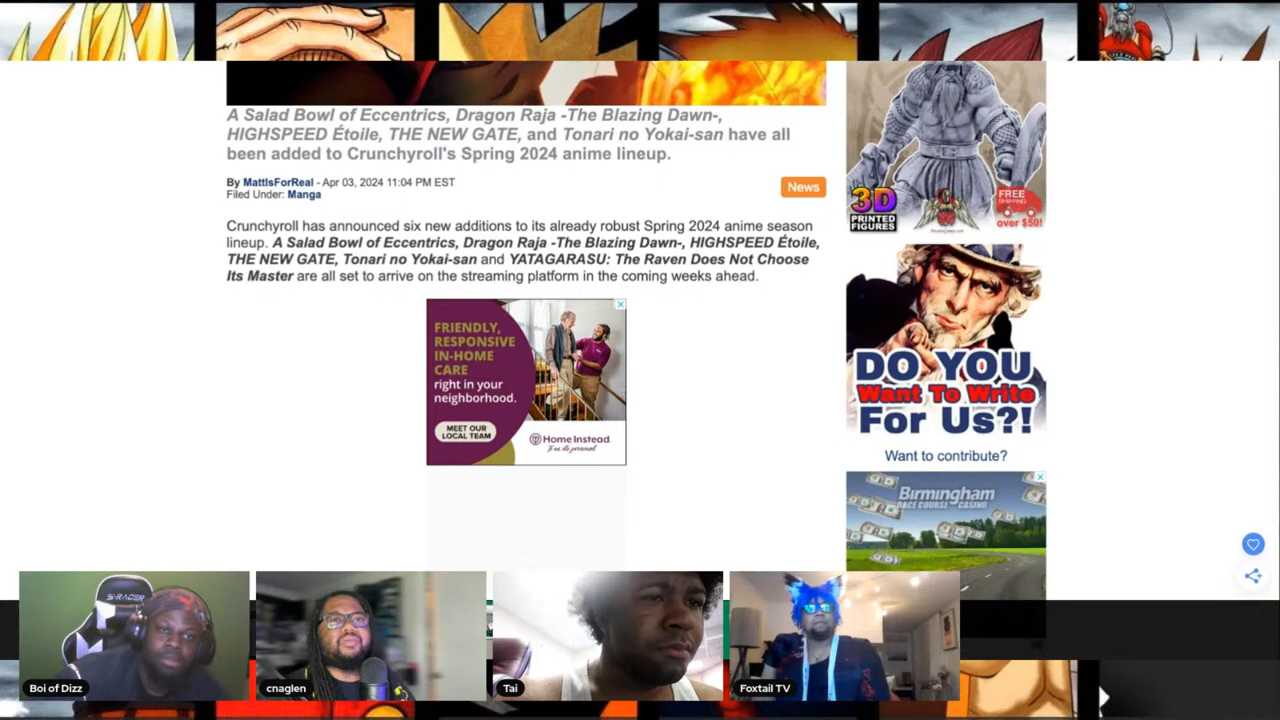 A Salad Bowl of Eccentrics, Dragon Raja -The Blazing Dawn-,
HIGHSPEED Étoile, THE NEW GATE, and Tonari no Yokai-san have all
been added to Crunchyroll's Spring 2024 anime lineup.
By MattIsForReal - Apr 03, 2024 11:04 PM EST
Filed Under: Manga
News
Crunchyroll has announced six new additions to its already robust Spring 2024 anime season
lineup. A Salad Bowl of Eccentrics, Dragon Raja -The Blazing Dawn-, HIGHSPEED Étoile,
THE NEW GATE, Tonari no Yokai-san and YATAGARASU: The Raven Does Not Choose
Its Master are all set to arrive on the streaming platform in the coming weeks ahead.
FRIENDLY,
RESPONSIVE
IN-HOME
CARE
right in your
neighborhood.
MEET OUR
LOCAL TEAM
Home Instead
To us, it's personal
3D
PRINTED
FIGURES
FREE
SHIPPING
over $50!
DO YOU
Want To Write
For Us?!
Want to contribute?
Birmingham
RACE COURSE CASINO
S-RACER
Boi of Dizz
cnaglen
Tai
Foxtail TV